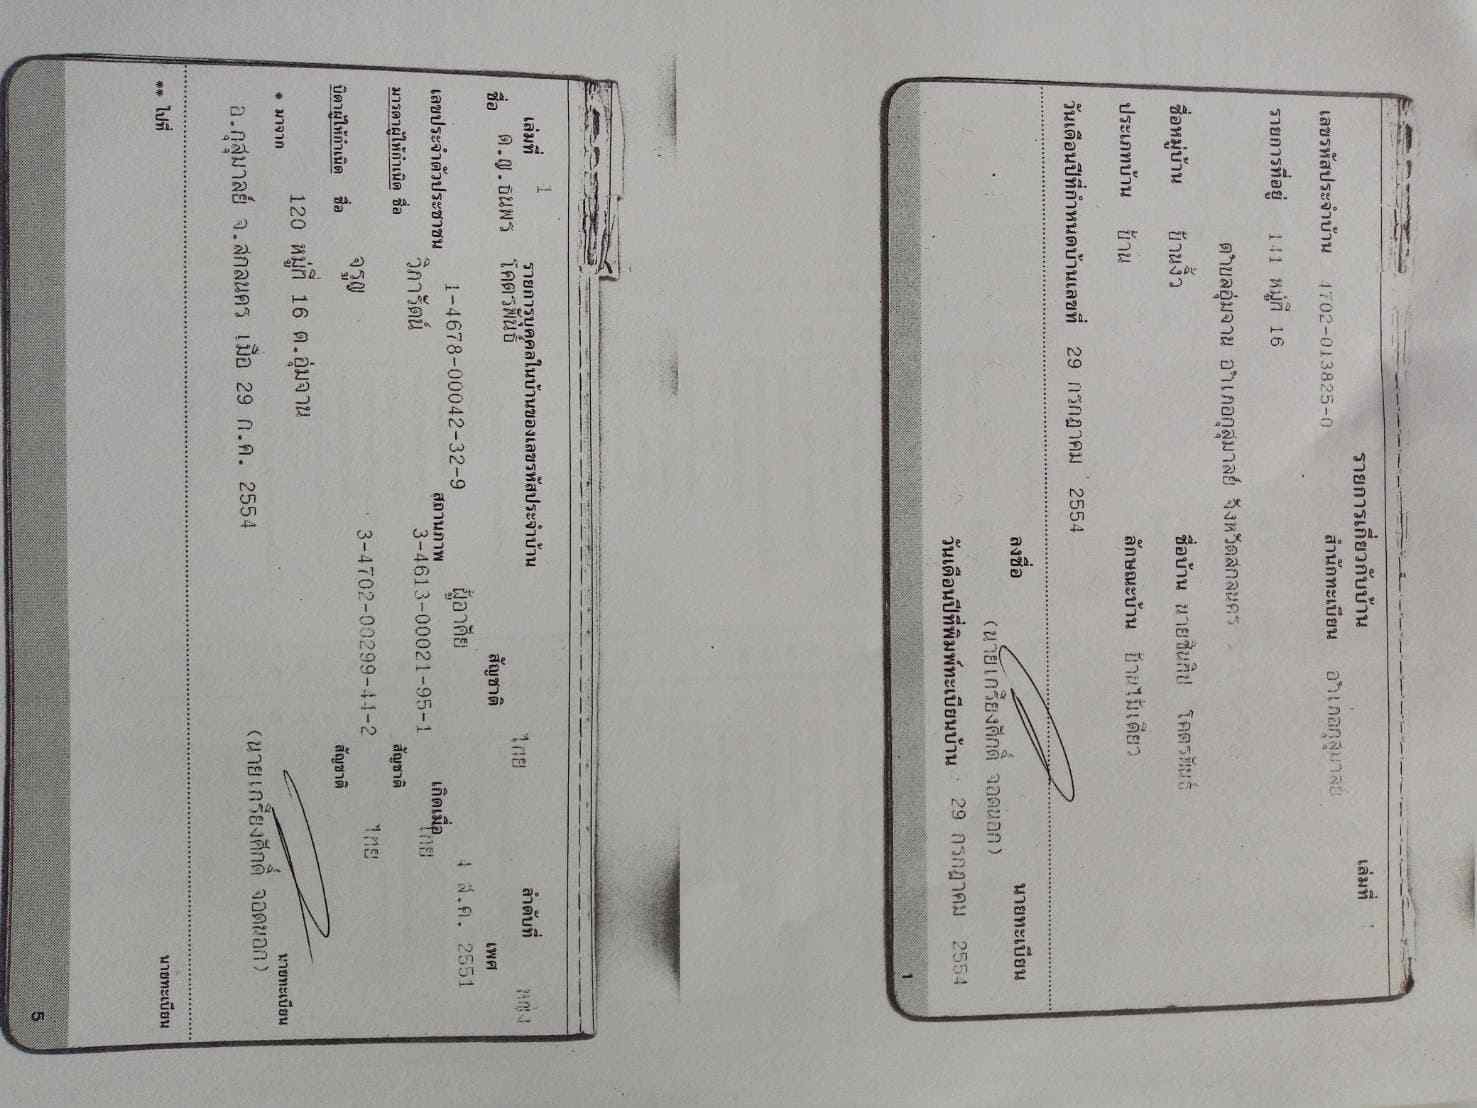 รายการเกี่ยวกับบ้าน เล่มที่
เลขรหัสประจำบ้าน 4702-013825-0 สำนักทะเบียน อำเภอกุสุมาลย์
รายการที่อยู่ 141 หมู่ที่ 16
ตำบลอุ่มจาน อำเภอกุสุมาลย์ จังหวัดสกลนคร
ชื่อหมู่บ้าน บ้านงิ้ว ชื่อบ้าน นายชินกิป โคตรพันธ์
ประเภทบ้าน บ้าน ลักษณะบ้าน บ้านไม้เดียว
วันเดือนปีที่กำหนดบ้านเลขที่ 29 กรกฎาคม 2554
ลงชื่อ นายทะเบียน
(นายเกรียงศักดิ์ จอดนอก)
วันเดือนปีที่พิมพ์ทะเบียนบ้าน 29 กรกฎาคม 2554
1
เล่มที่ 1 รายการบุคคลในบ้านของเลขรหัสประจำบ้าน ลำดับที่
ชื่อ ด.ญ.ธนพร โคตรพันธ์ สัญชาติ ไทย เพศ หญิง
เลขประจำตัวประชาชน 1-4678-00042-32-9 สถานภาพ ผู้อาศัย เกิดเมื่อ 4 ส.ค. 2551
มารดาผู้ให้กำเนิด ชื่อ วิภารัตน์ 3-4613-00021-95-1 สัญชาติ ไทย
บิดาผู้ให้กำเนิด ชื่อ จรูญ 3-4702-00299-44-2 สัญชาติ ไทย
* มาจาก 120 หมู่ที่ 16 ต.อุ่มจาน
อ.กุสุมาลย์ จ.สกลนคร เมื่อ 29 ก.ค. 2554 (นายเกรียงศักดิ์ จอดนอก) นายทะเบียน
** ไปที่
นายทะเบียน
5